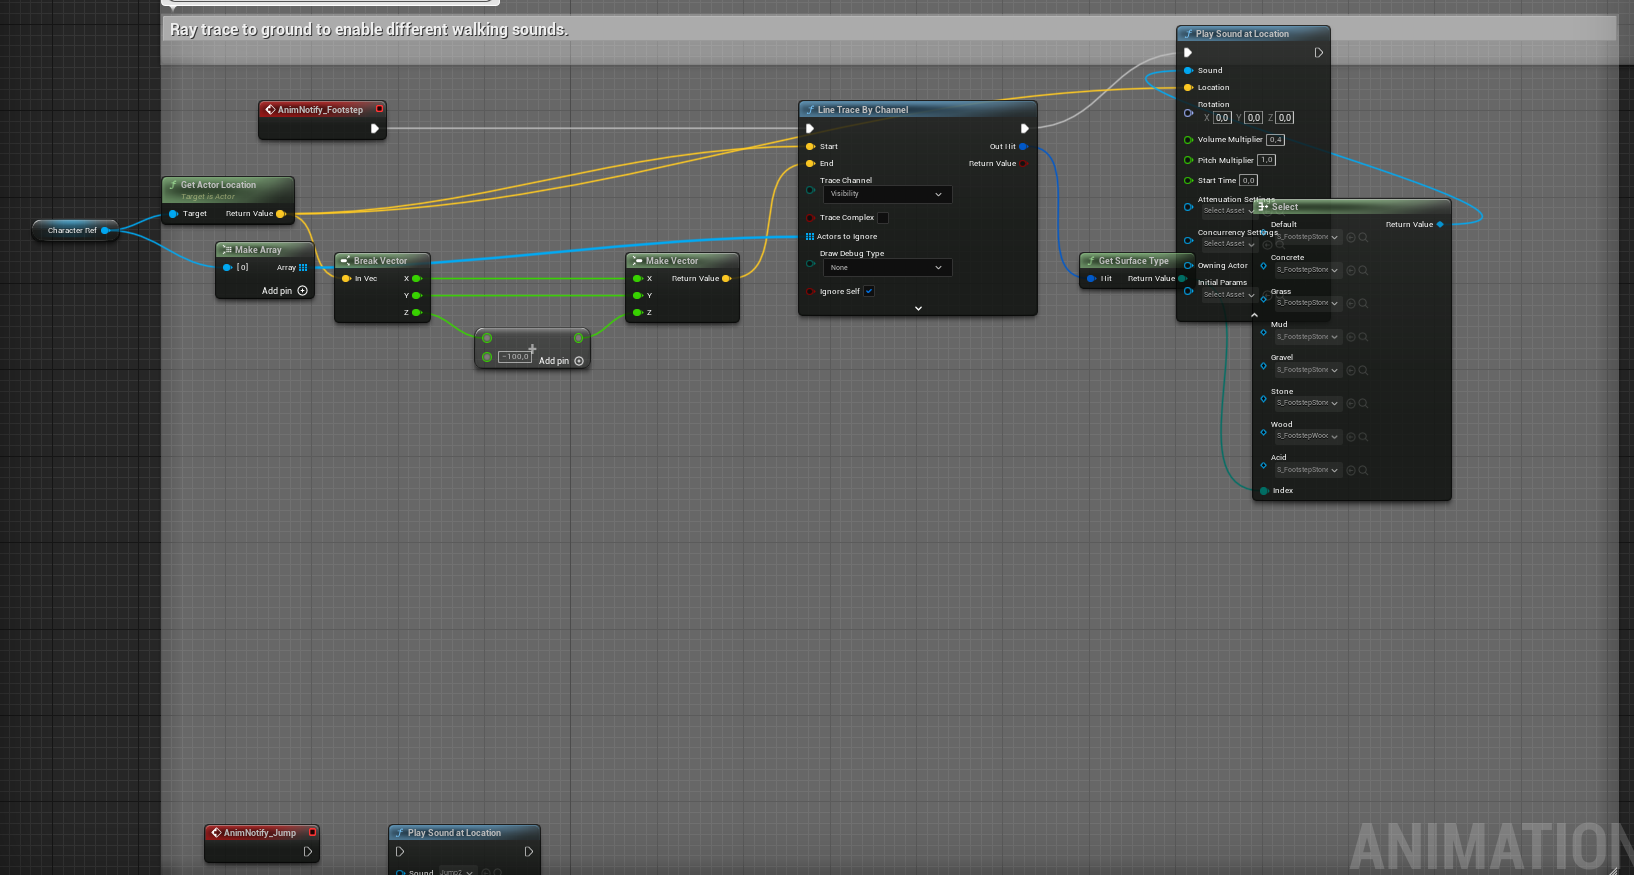 Ray trace to ground to enable different walking sounds.
AnimNotify_Footstep
Get Actor Location
Target is Actor
Target Return Value
Character Ref
Make Array
[0] Array
Add pin
Break Vector
In Vec X
Y
Z
-100,0
Add pin
Make Vector
X Return Value
Y
Z
Line Trace By Channel
Start Out Hit
End Return Value
Trace Channel
Visibility
Trace Complex
Actors to Ignore
Draw Debug Type
None
Ignore Self
Get Surface Type
Hit Return Value
Play Sound at Location
Sound
Location
Rotation
X 0,0 Y 0,0 Z 0,0
Volume Multiplier 0,4
Pitch Multiplier 1,0
Start Time 0,0
Attenuation Settings
Select Asset
Concurrency Settings
Select Asset
Owning Actor
Initial Params
Select Asset
Select
Default Return Value
S_FootstepStone
Concrete
S_FootstepStone
Grass
S_FootstepStone
Mud
S_FootstepStone
Gravel
S_FootstepStone
Stone
S_FootstepStone
Wood
S_FootstepWood
Acid
S_FootstepStone
Index
AnimNotify_Jump
Play Sound at Location
Sound Jump2
ANIMATION